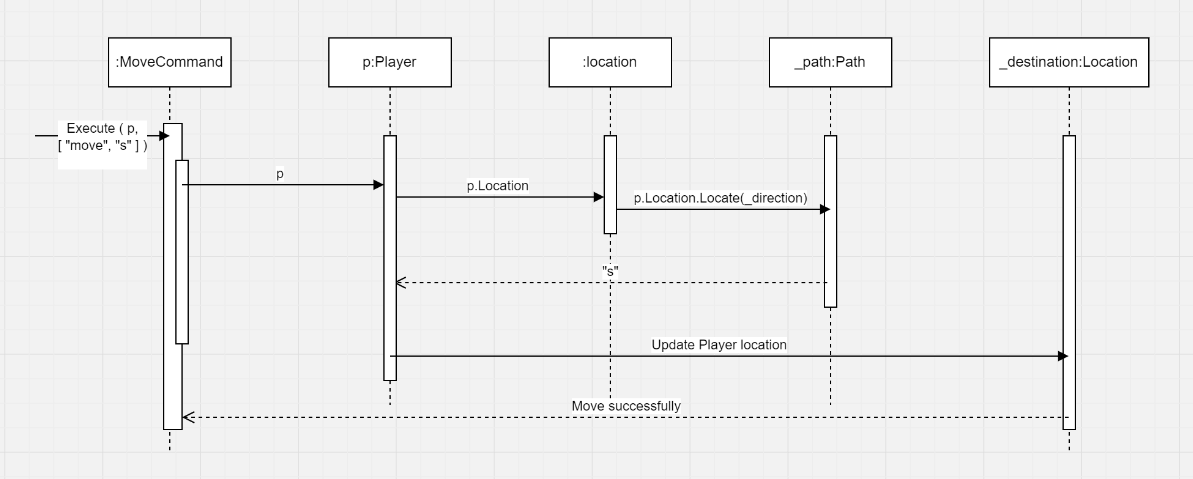 :MoveCommand
p:Player
:location
_path:Path
_destination:Location
Execute ( p,
[ "move", "s" ] )
p
p.Location
p.Location.Locate(_direction)
"s"
Update Player location
Move successfully